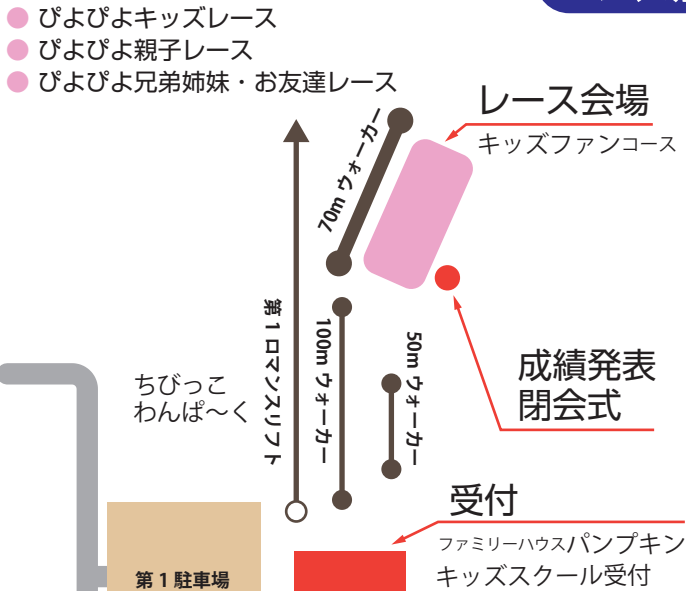 ぴよぴよキッズレース
ぴよぴよ親子レース
ぴよぴよ兄弟姉妹・お友達レース
レース会場
キッズファンコース
70m ウォーカー
第1ロマンスリフト
100m ウォーカー
50m ウォーカー
ちびっこ
わんぱ〜く
成績発表
閉会式
受付
ファミリーハウスパンプキン
キッズスクール受付
第1駐車場